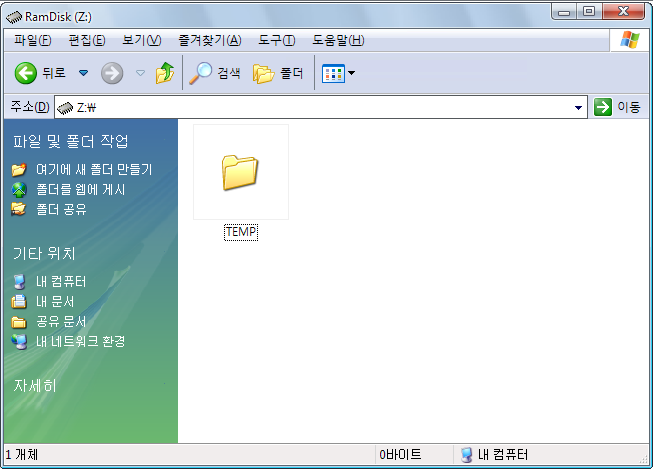 RamDisk (Z:)
파일(F) 편집(E) 보기(V) 즐겨찾기(A) 도구(T) 도움말(H)
뒤로 검색 폴더
주소(D) Z:₩ 이동
파일 및 폴더 작업
여기에 새 폴더 만들기
폴더를 웹에 게시
폴더 공유
기타 위치
내 컴퓨터
내 문서
공유 문서
내 네트워크 환경
자세히
TEMP
1 개체 0바이트 내 컴퓨터